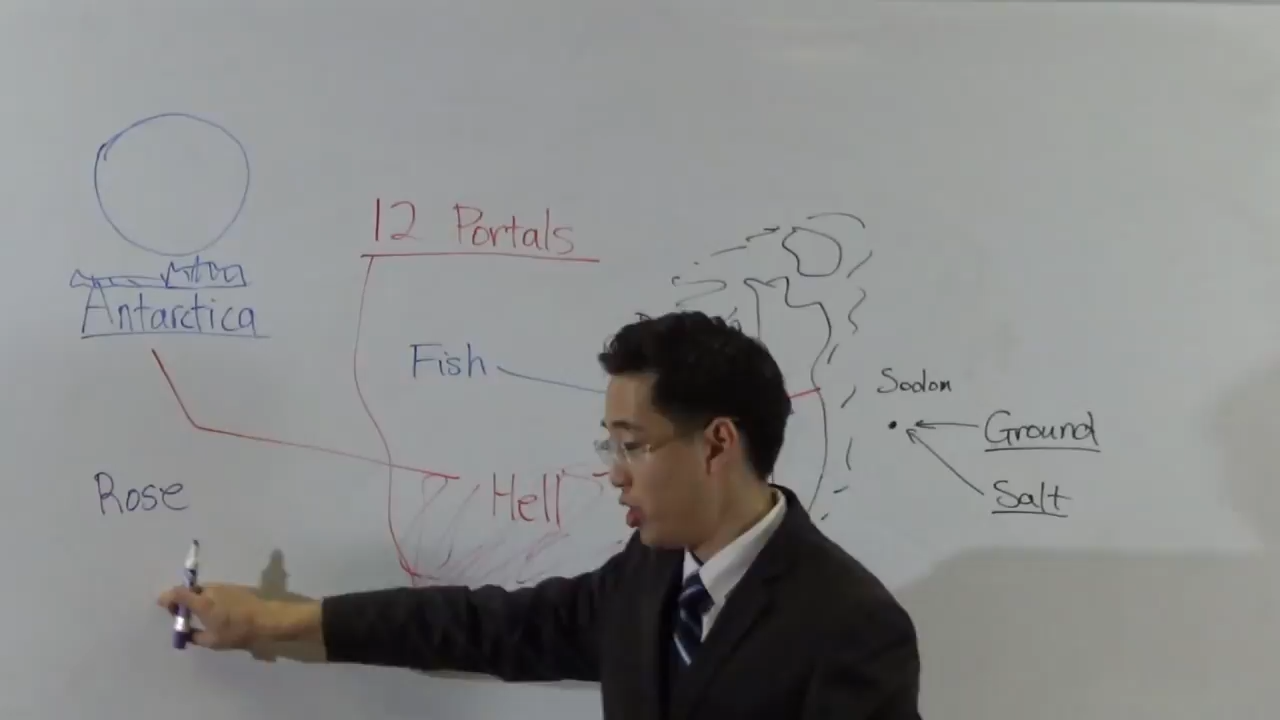 12 Portals
Antarctica
Fish
Sodom
Ground
Rose
Hell
Salt